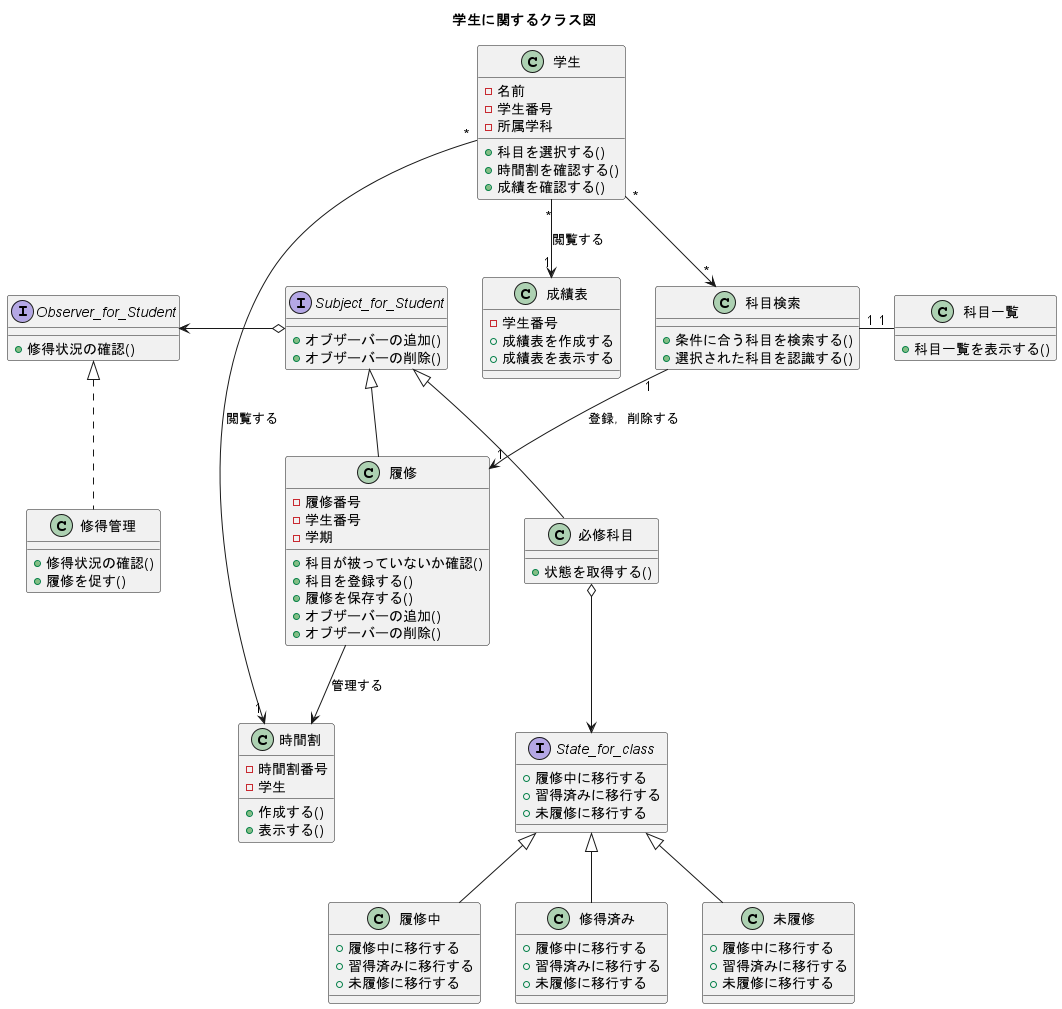 学生に関するクラス図
C 学生
名前
学生番号
所属学科
科目を選択する()
時間割を確認する()
成績を確認する()
*
*
*
閲覧する
1
*
I Observer_for_Student
修得状況の確認()
I Subject_for_Student
オブザーバーの追加()
オブザーバーの削除()
C 成績表
学生番号
成績表を作成する
成績表を表示する
C 科目検索
条件に合う科目を検索する()
選択された科目を認識する()
1 1
C 科目一覧
科目一覧を表示する()
閲覧する
1
登録，削除する
1
C 修得管理
修得状況の確認()
履修を促す()
C 履修
履修番号
学生番号
学期
科目が被っていないか確認()
科目を登録する()
履修を保存する()
オブザーバーの追加()
オブザーバーの削除()
C 必修科目
状態を取得する()
管理する
1
C 時間割
時間割番号
学生
作成する()
表示する()
I State_for_class
履修中に移行する
習得済みに移行する
未履修に移行する
C 履修中
履修中に移行する
習得済みに移行する
未履修に移行する
C 修得済み
履修中に移行する
習得済みに移行する
未履修に移行する
C 未履修
履修中に移行する
習得済みに移行する
未履修に移行する